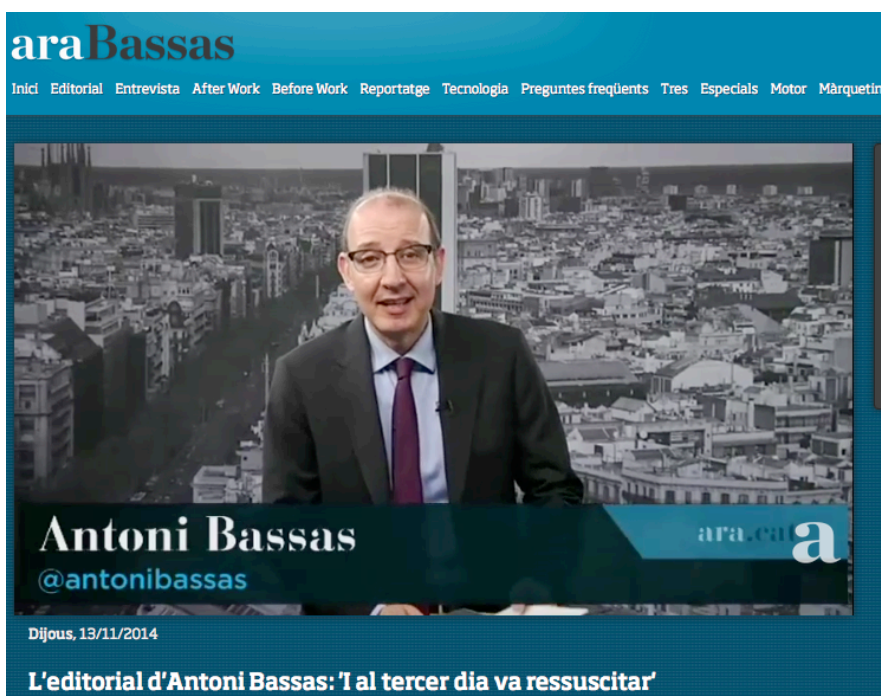 araBassas
Inici Editorial Entrevista After Work Before Work Reportatge Tecnologia Preguntes freqüents Tres Especials Motor Màrquetin
Antoni Bassas
@antonibassas
ara.cat a
Dijous, 13/11/2014
L'editorial d'Antoni Bassas: 'I al tercer dia va ressuscitar'